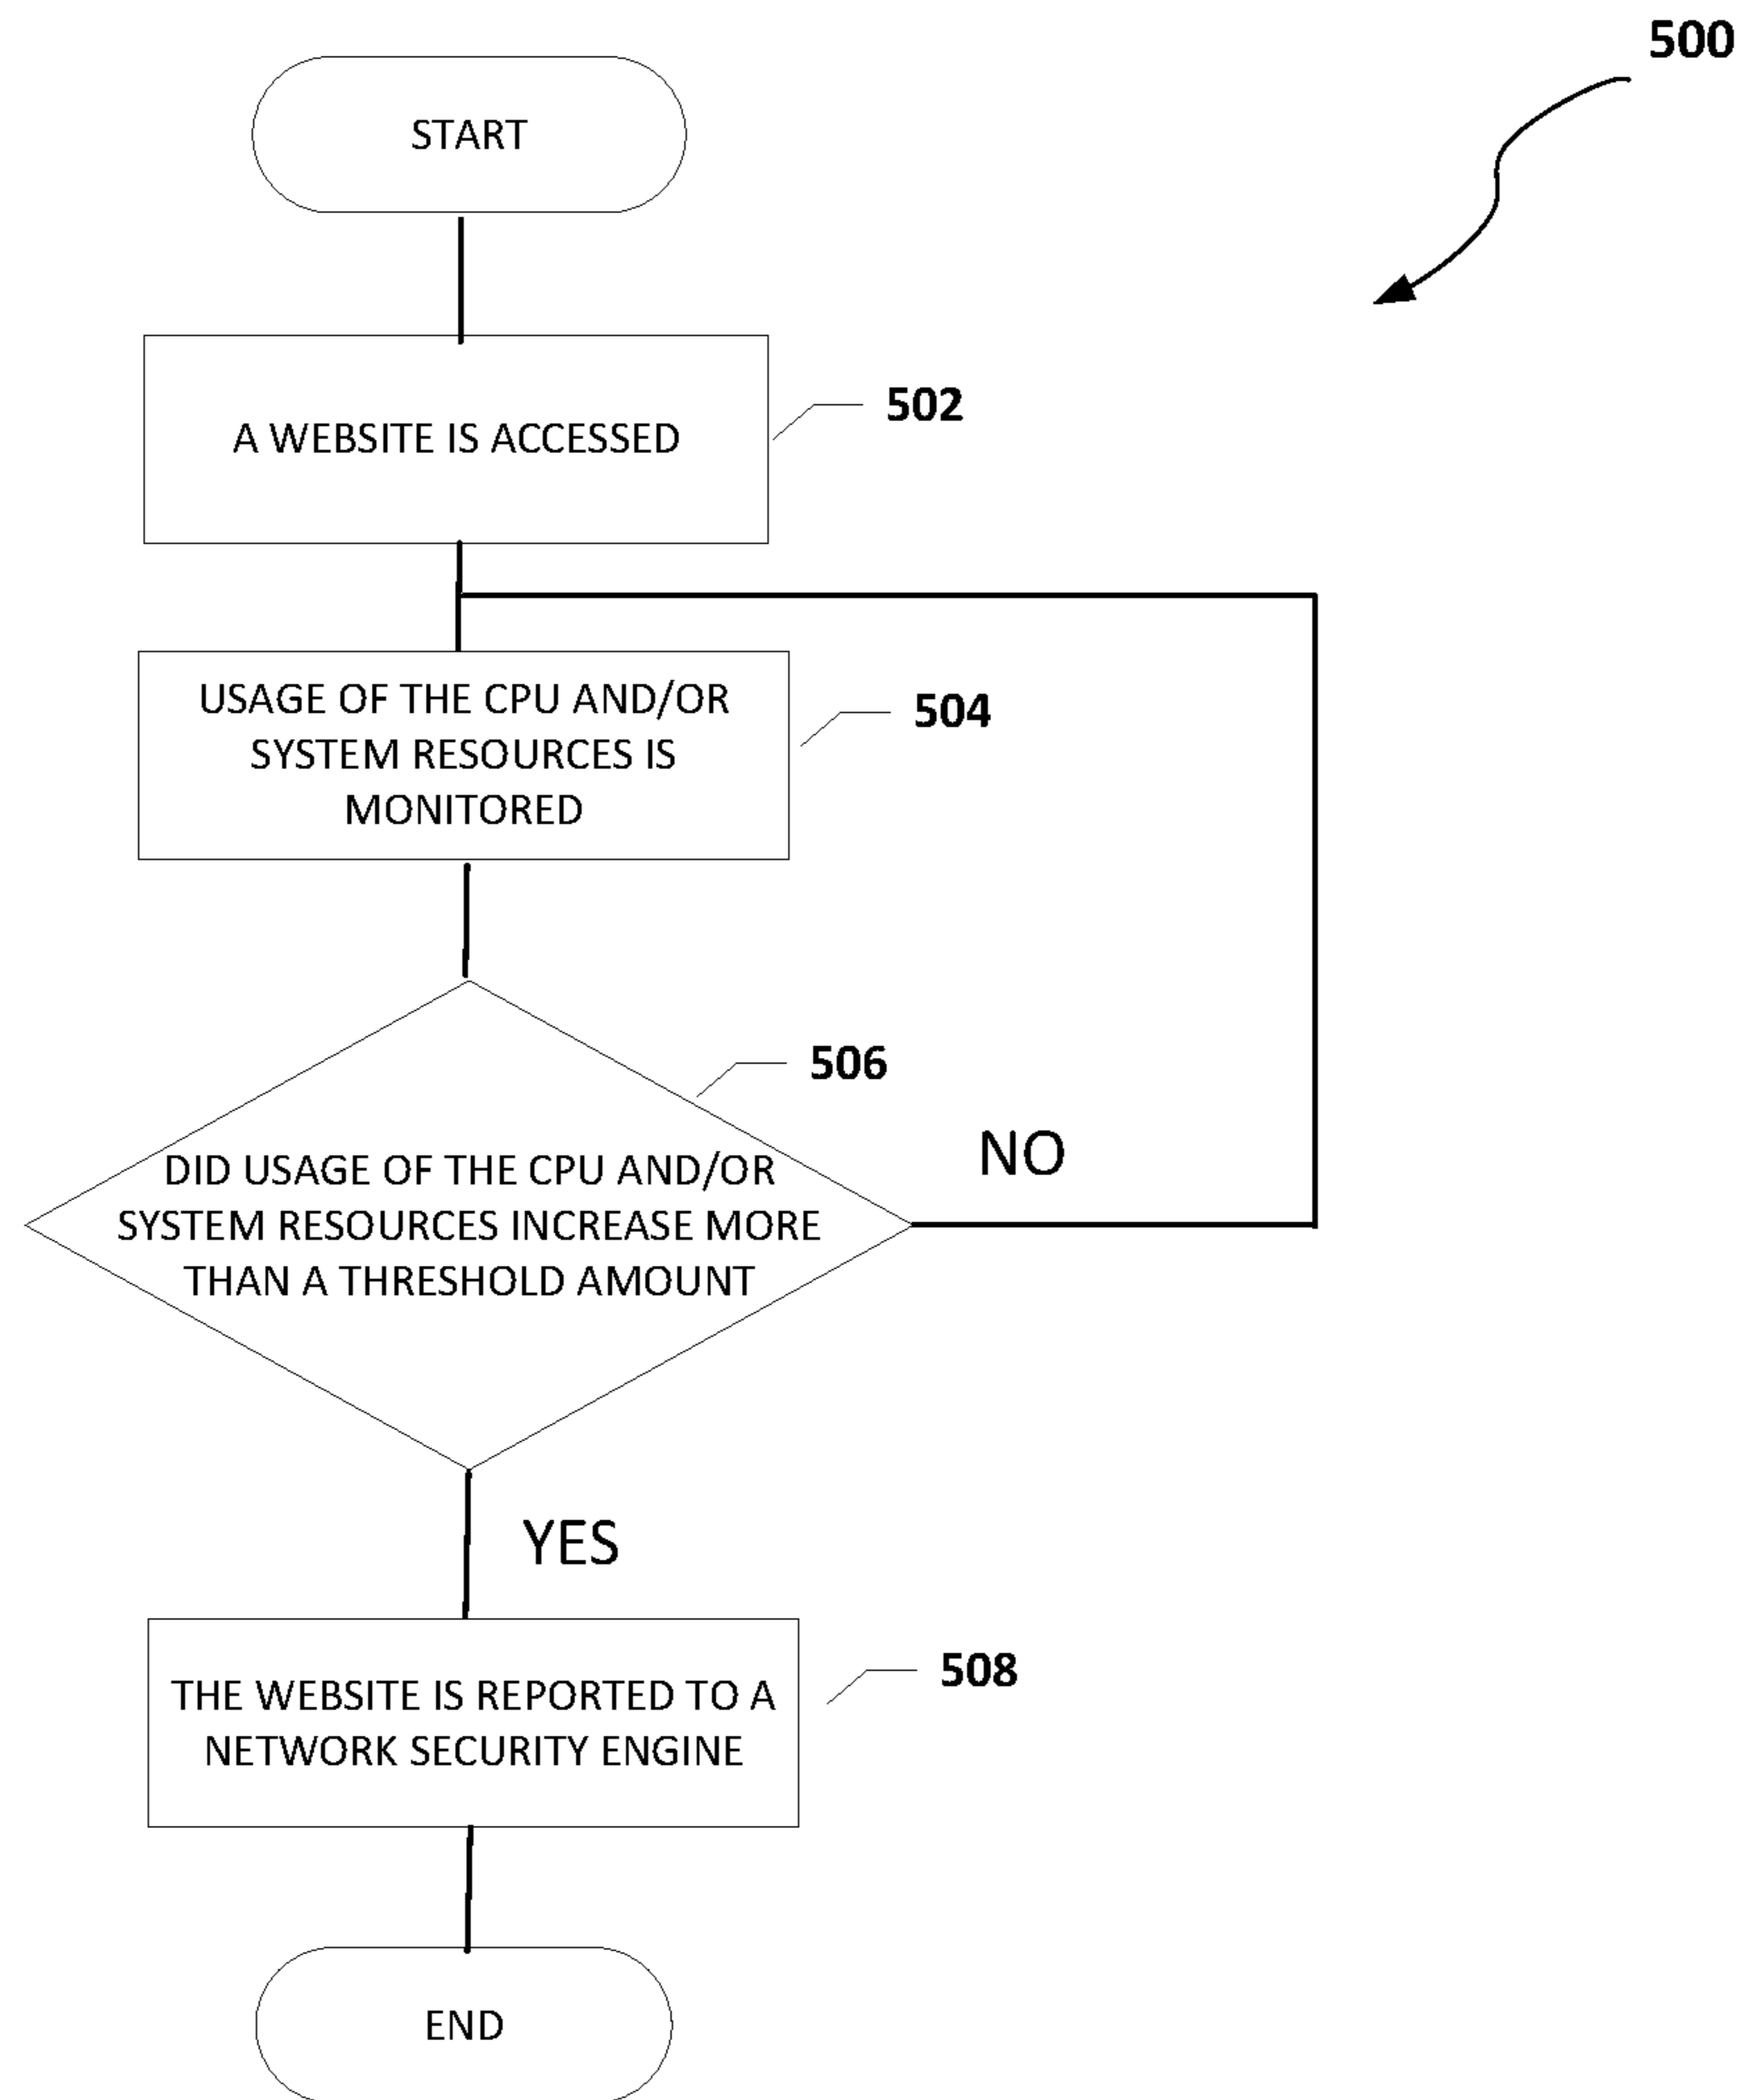 500
START
A WEBSITE IS ACCESSED
502
USAGE OF THE CPU AND/OR
SYSTEM RESOURCES IS
MONITORED
504
506
DID USAGE OF THE CPU AND/OR
SYSTEM RESOURCES INCREASE MORE
THAN A THRESHOLD AMOUNT
NO
YES
THE WEBSITE IS REPORTED TO A
NETWORK SECURITY ENGINE
508
END